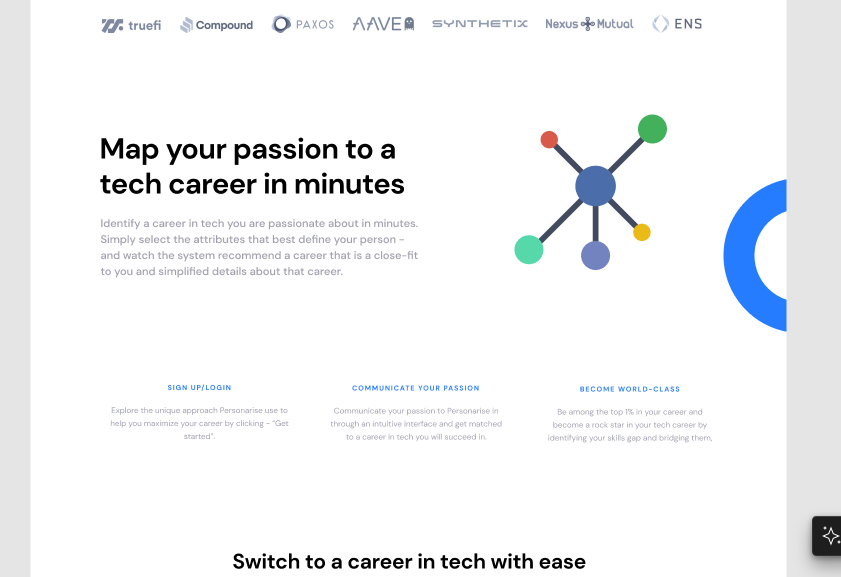 truefi Compound PAXOS AAVE SYNTHETIX Nexus Mutual ENS
Map your passion to a
tech career in minutes
Identify a career in tech you are passionate about in minutes.
Simply select the attributes that best define your person -
and watch the system recommend a career that is a close-fit
to you and simplified details about that career.
SIGN UP/LOGIN
Explore the unique approach Personarise use to
help you maximize your career by clicking - "Get
started".
COMMUNICATE YOUR PASSION
Communicate your passion to Personarise in
through an intuitive interface and get matched
to a career in tech you will succeed in.
BECOME WORLD-CLASS
Be among the top 1% in your career and
become a rock star in your tech career by
identifying your skills gap and bridging them,
Switch to a career in tech with ease